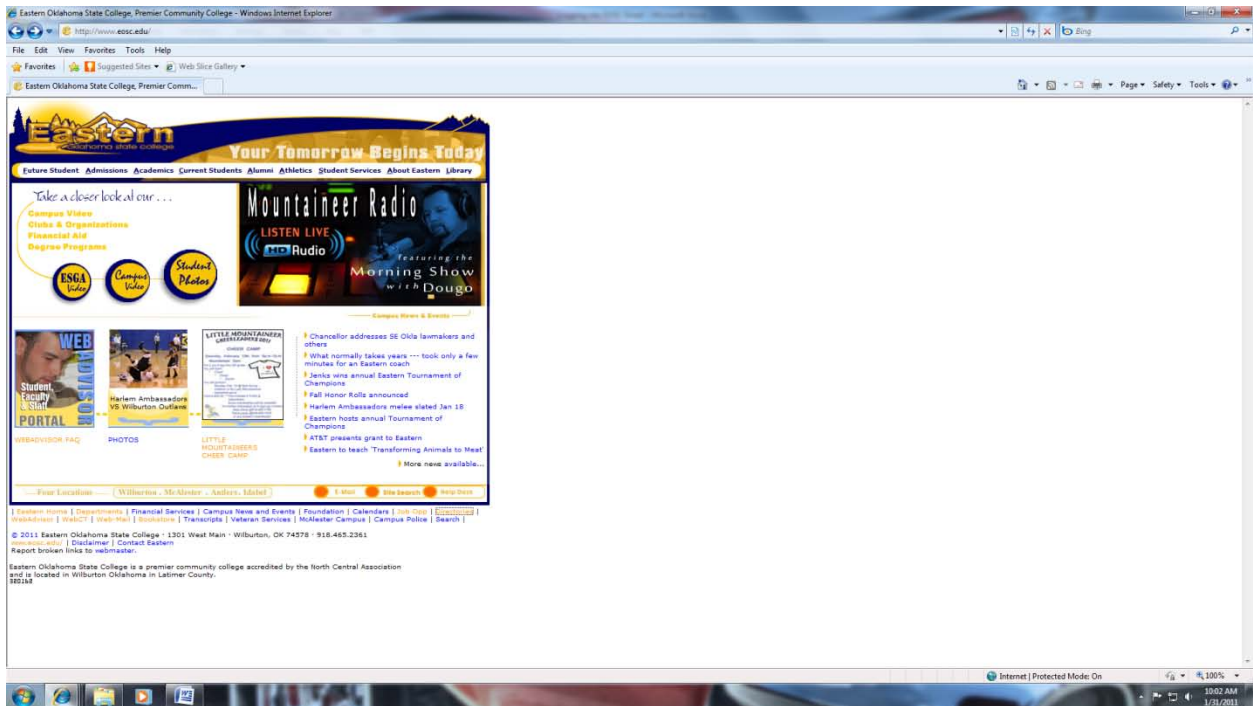 Eastern Oklahoma State College, Premier Community College - Windows Internet Explorer
http://www.eosc.edu/
Bing
File Edit View Favorites Tools Help
Favorites Suggested Sites Web Slice Gallery
Eastern Oklahoma State College, Premier Comm...
Page Safety Tools
Eastern
Oklahoma state college
Your Tomorrow Begins Today
Future Student Admissions Academics Current Students Alumni Athletics Student Services About Eastern Library
Take a closer look at our . . .
Campus Video
Clubs & Organizations
Financial Aid
Degree Programs
ESGA Video
Campus Video
Student Photos
Mountaineer Radio
LISTEN LIVE
HD Audio
featuring the
Morning Show
with Dougo
Campus News & Events
WEB ADVISOR
Student,
Faculty
& Staff
PORTAL
WEBADVISOR FAQ
Harlem Ambassadors
VS Wilburton Outlaws
PHOTOS
LITTLE MOUNTAINEER
CHEERLEADERS 2011
CHEER CAMP
LITTLE
MOUNTAINEERS
CHEER CAMP
Chancellor addresses SE Okla lawmakers and
others
What normally takes years --- took only a few
minutes for an Eastern coach
Jenks wins annual Eastern Tournament of
Champions
Fall Honor Rolls announced
Harlem Ambassadors melee slated Jan 18
Eastern hosts annual Tournament of
Champions
AT&T presents grant to Eastern
Eastern to teach 'Transforming Animals to Meat'
More news available...
Four Locations Wilburton . McAlester . Antlers . Idabel
E-Mail Site Search Help Desk
| Eastern Home | Departments | Financial Services | Campus News and Events | Foundation | Calendars | Job Opp | Directories |
WebAdvisor | WebCT | Web-Mail | Bookstore | Transcripts | Veteran Services | McAlester Campus | Campus Police | Search |
© 2011 Eastern Oklahoma State College · 1301 West Main · Wilburton, OK 74578 · 918.465.2361
www.eosc.edu/ | Disclaimer | Contact Eastern
Report broken links to webmaster.
Eastern Oklahoma State College is a premier community college accredited by the North Central Association
and is located in Wilburton Oklahoma in Latimer County.
Internet | Protected Mode: On
100%
10:02 AM
1/31/2011